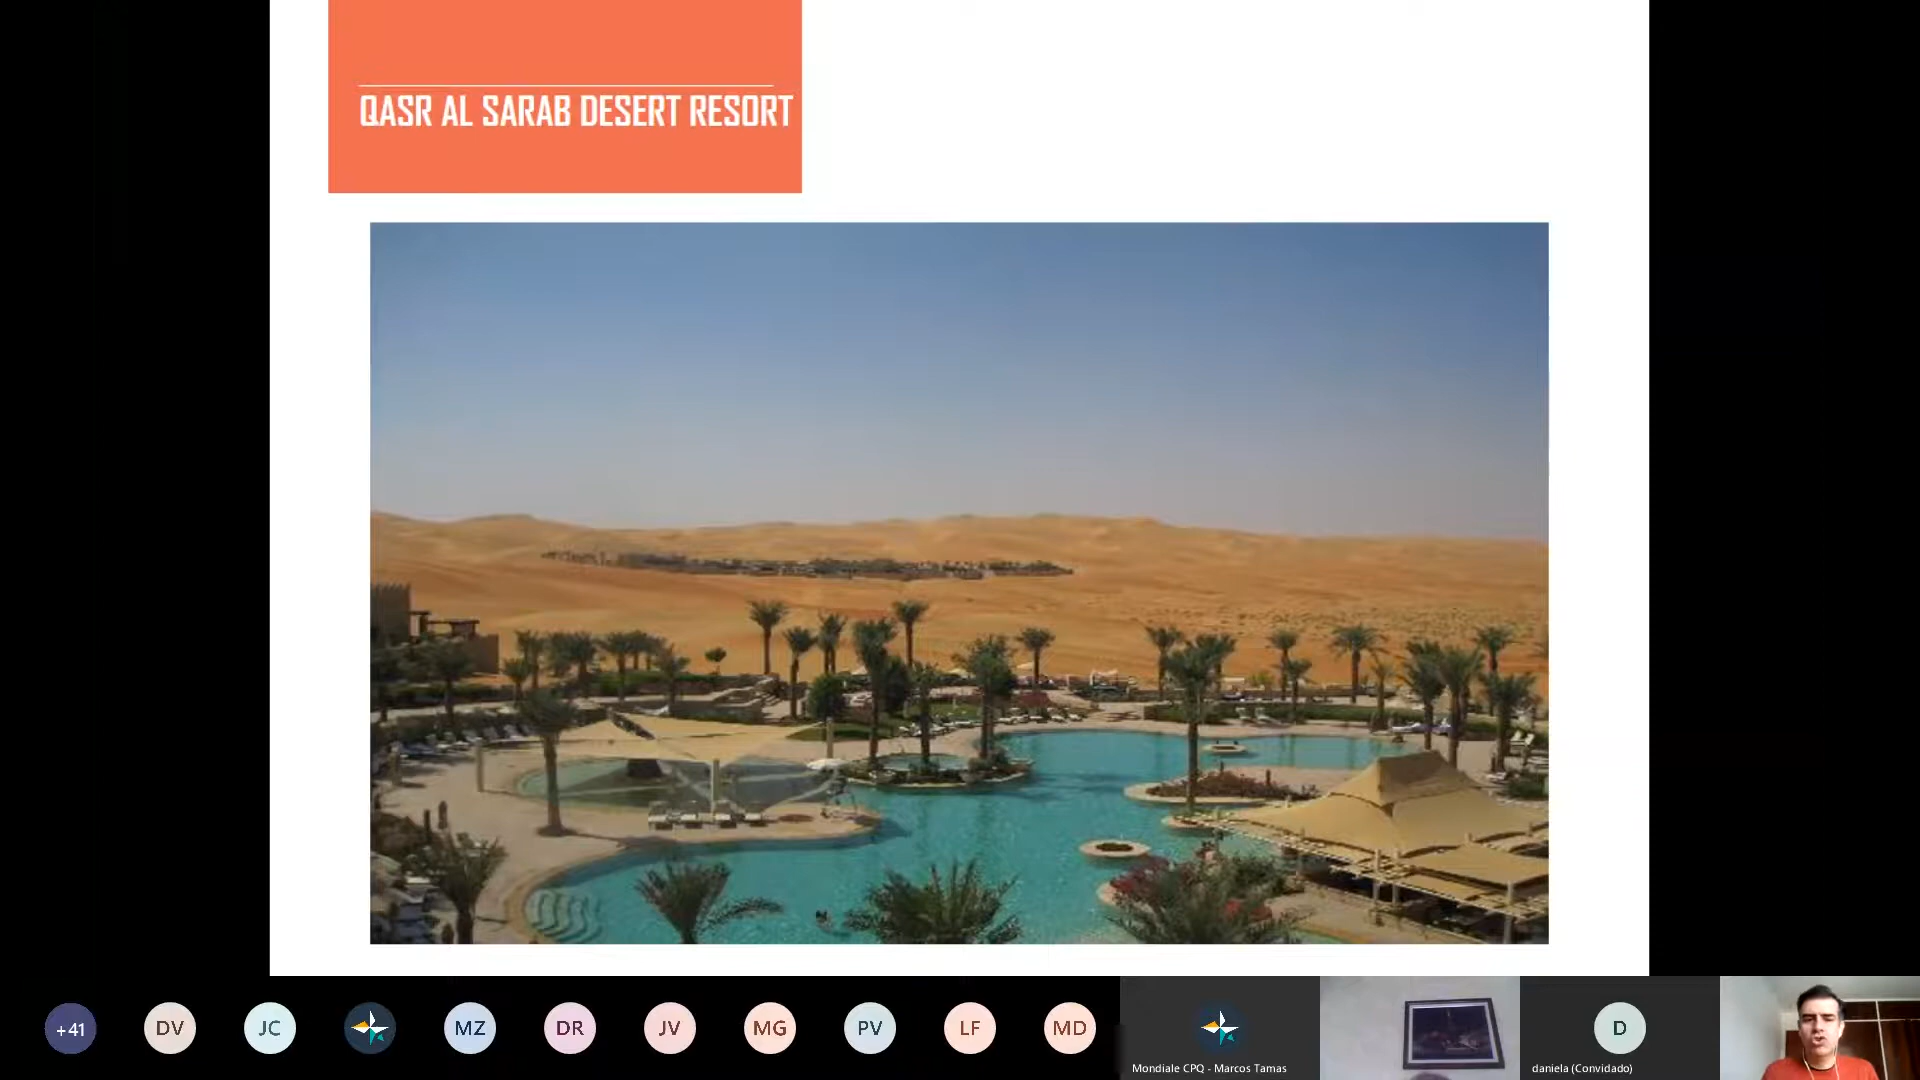 QASR AL SARAB DESERT RESORT
+41
DV
JC
MZ
DR
JV
MG
PV
LF
MD
Mondiale CPQ - Marcos Tamas
D
daniela (Convidado)